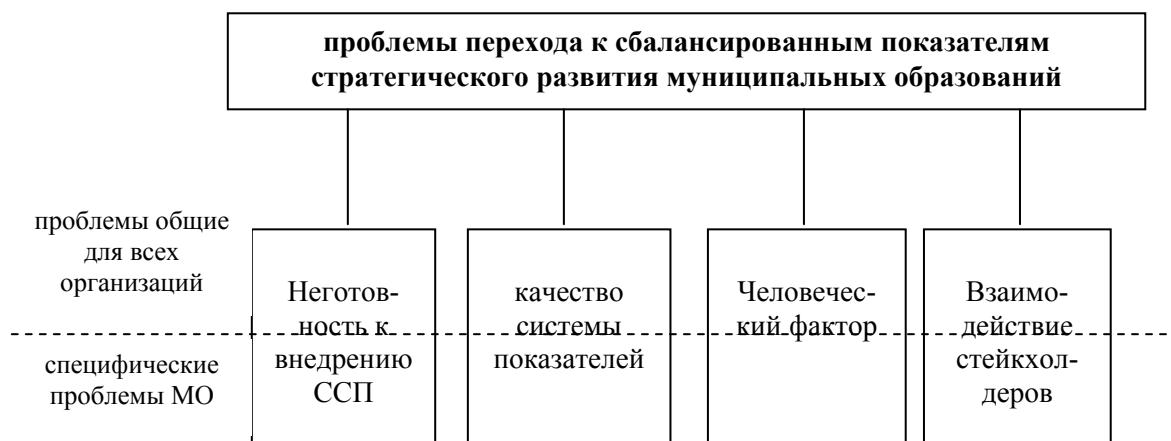 проблемы перехода к сбалансированным показателям
стратегического развития муниципальных образований
проблемы общие
для всех
организаций
специфические
проблемы МО
Неготов-
ность к
внедрению
ССП
качество
системы
показателей
Человечес-
кий фактор
Взаимо-
действие
стейкхол-
деров